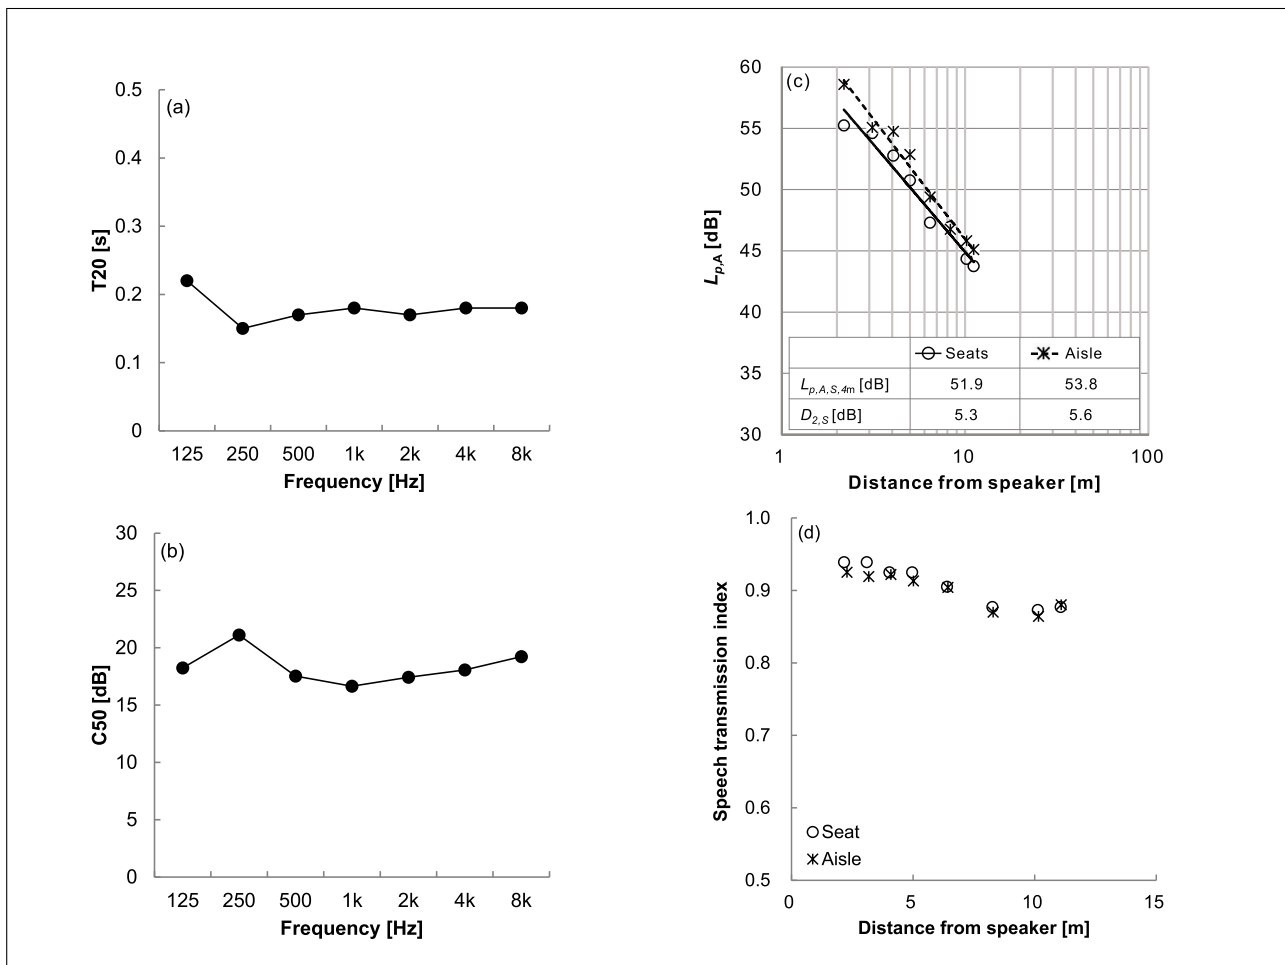 (a)
0.5
0.4
0.3
0.2
0.1
0
T20 [s]
125 250 500 1k 2k 4k 8k
Frequency [Hz]
(b)
30
25
20
15
10
5
0
C50 [dB]
125 250 500 1k 2k 4k 8k
Frequency [Hz]
(c)
60
55
50
45
40
35
30
Lp,A [dB]
Seats Aisle
Lp,A,S,4m [dB] 51.9 53.8
D2,S [dB] 5.3 5.6
1 10 100
Distance from speaker [m]
(d)
1.0
0.9
0.8
0.7
0.6
0.5
Speech transmission index
Seat
Aisle
0 5 10 15
Distance from speaker [m]